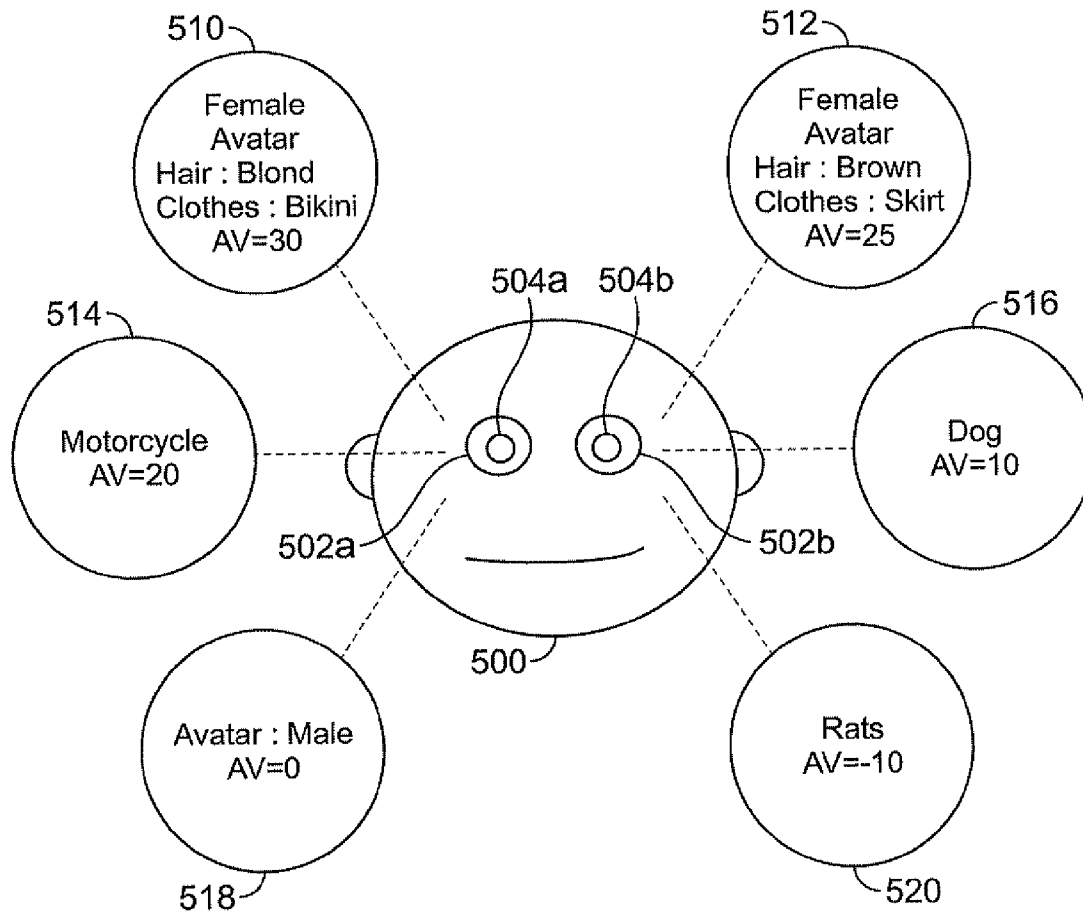 510
512
Female
Avatar
Hair : Blond
Clothes : Bikini
AV=30
Female
Avatar
Hair : Brown
Clothes : Skirt
AV=25
504a
504b
514
516
Motorcycle
AV=20
Dog
AV=10
502a
502b
500
Avatar : Male
AV=0
Rats
AV=-10
518
520